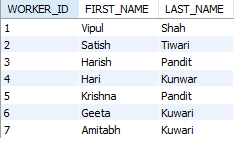 WORKER_ID FIRST_NAME LAST_NAME
1 Vipul Shah
2 Satish Tiwari
3 Harish Pandit
4 Hari Kunwar
5 Krishna Pandit
6 Geeta Kuwari
7 Amitabh Kuwari